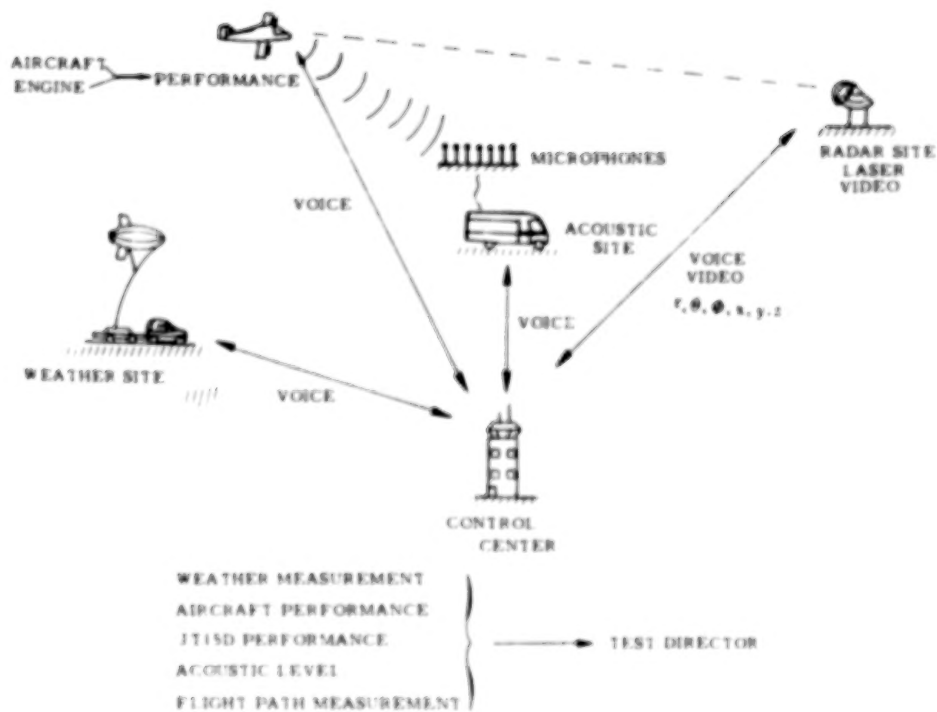 AIRCRAFT
ENGINE
PERFORMANCE
MICROPHONES
RADAR SITE
LASER
VIDEO
VOICE
ACOUSTIC
SITE
VOICE
VIDEO
r, θ, Φ, x, y, z
VOICE
WEATHER SITE
VOICE
CONTROL
CENTER
WEATHER MEASUREMENT
AIRCRAFT PERFORMANCE
JT15D PERFORMANCE
TEST DIRECTOR
ACOUSTIC LEVEL
FLIGHT PATH MEASUREMENT